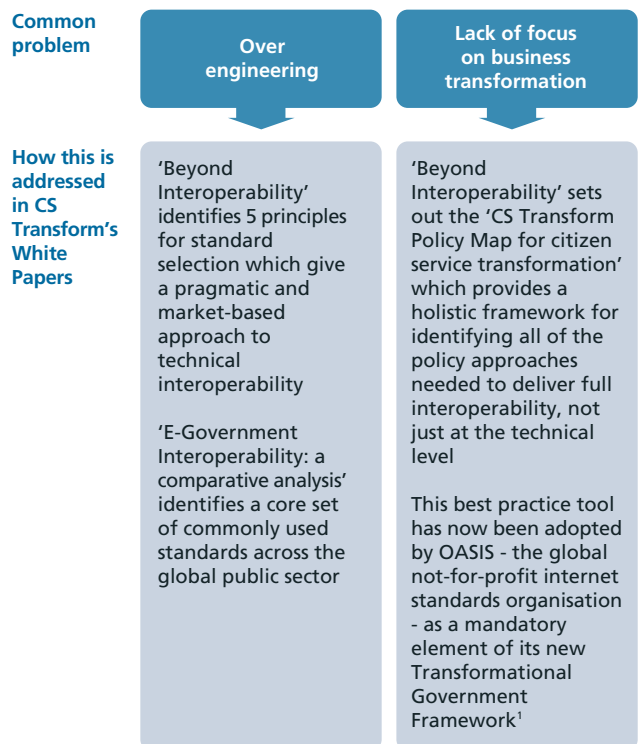 Common
problem
Over
engineering
Lack of focus
on business
transformation
How this is
addressed
in CS
Transform’s
White
Papers
‘Beyond
Interoperability’
identifies 5 principles
for standard
selection which give
a pragmatic and
market-based
approach to
technical
interoperability
‘E-Government
Interoperability: a
comparative analysis’
identifies a core set
of commonly used
standards across the
global public sector
‘Beyond
Interoperability’ sets
out the ‘CS Transform
Policy Map for citizen
service transformation’
which provides a
holistic framework for
identifying all of the
policy approaches
needed to deliver full
interoperability, not
just at the technical
level
This best practice tool
has now been adopted
by OASIS - the global
not-for-profit internet
standards organisation
- as a mandatory
element of its new
Transformational
Government
Framework¹